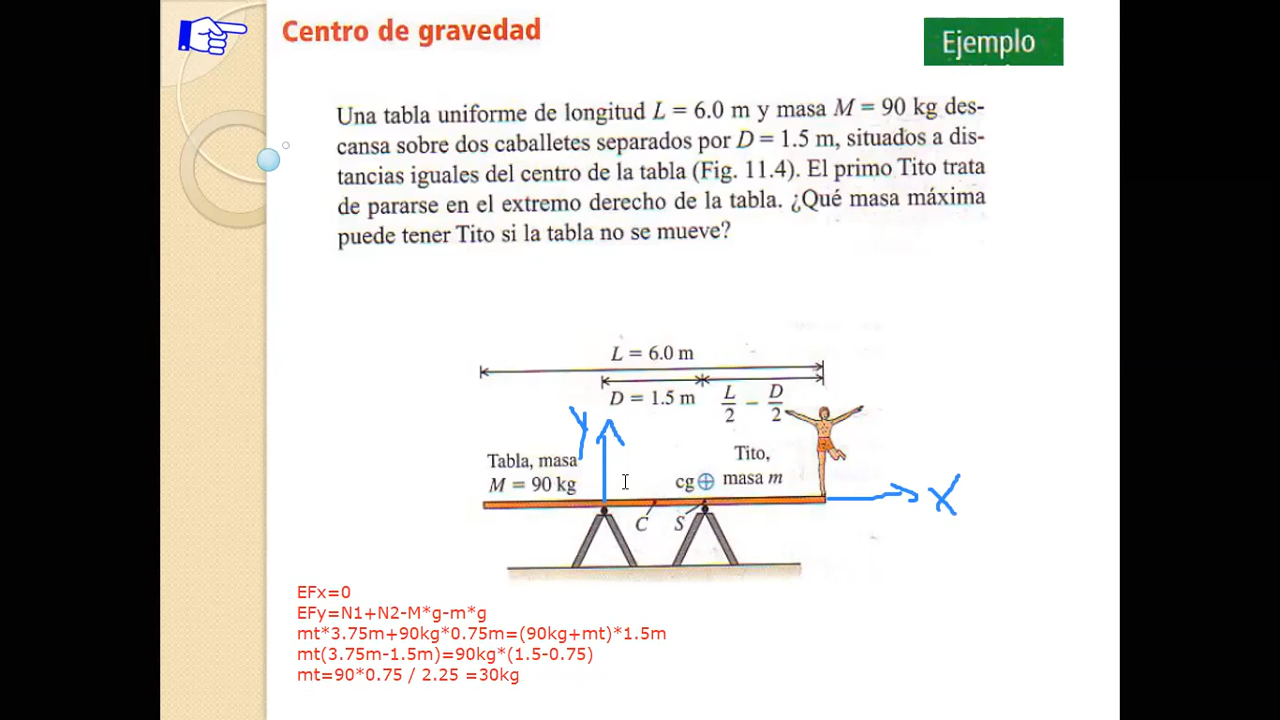 Centro de gravedad
Ejemplo
Una tabla uniforme de longitud L = 6.0 m y masa M = 90 kg des-
cansa sobre dos caballetes separados por D = 1.5 m, situados a dis-
tancias iguales del centro de la tabla (Fig. 11.4). El primo Tito trata
de pararse en el extremo derecho de la tabla. ¿Qué masa máxima
puede tener Tito si la tabla no se mueve?
L = 6.0 m
D = 1.5 m
L/2 − D/2
Y
Tabla, masa
M = 90 kg
Tito,
masa m
cg
X
C
S
EFx=0
EFy=N1+N2-M*g-m*g
mt*3.75m+90kg*0.75m=(90kg+mt)*1.5m
mt(3.75m-1.5m)=90kg*(1.5-0.75)
mt=90*0.75 / 2.25 =30kg